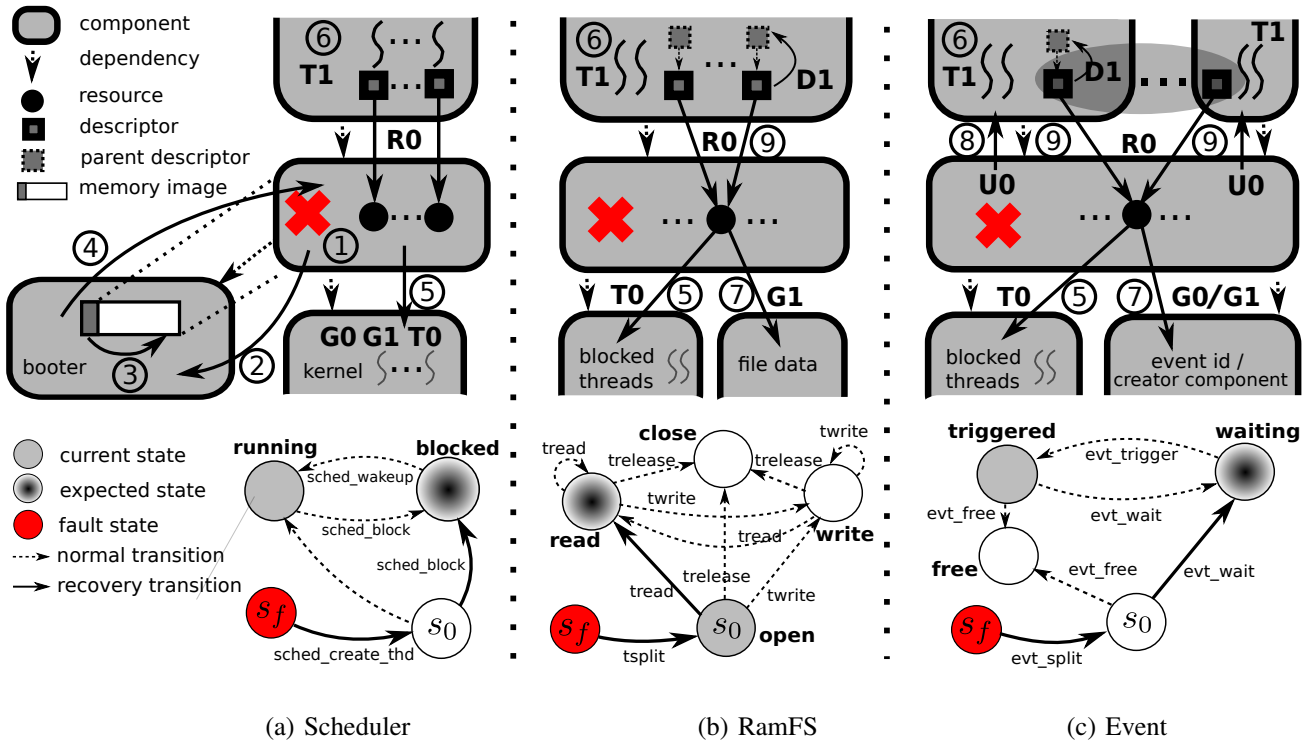 component
dependency
resource
descriptor
parent descriptor
memory image
⑥
T1
R0
①
④
②
③
booter
⑤
G0 G1 T0
kernel
running
blocked
sched_wakeup
sched_block
sched_block
s_f
s_0
sched_create_thd
current state
expected state
fault state
normal transition
recovery transition
(a) Scheduler
⑥
T1
D1
R0
⑨
T0
⑤
⑦
G1
blocked
threads
file data
close
tread
trelease
trelease
twrite
twrite
read
tread
write
trelease
tread
twrite
s_f
s_0
open
tsplit
(b) RamFS
⑥
T1
D1
T1
⑧
⑨
R0
⑨
U0
U0
T0
⑤
⑦
G0/G1
blocked
threads
event id /
creator component
triggered
waiting
evt_trigger
evt_free
evt_wait
free
evt_free
evt_wait
s_f
s_0
evt_split
(c) Event